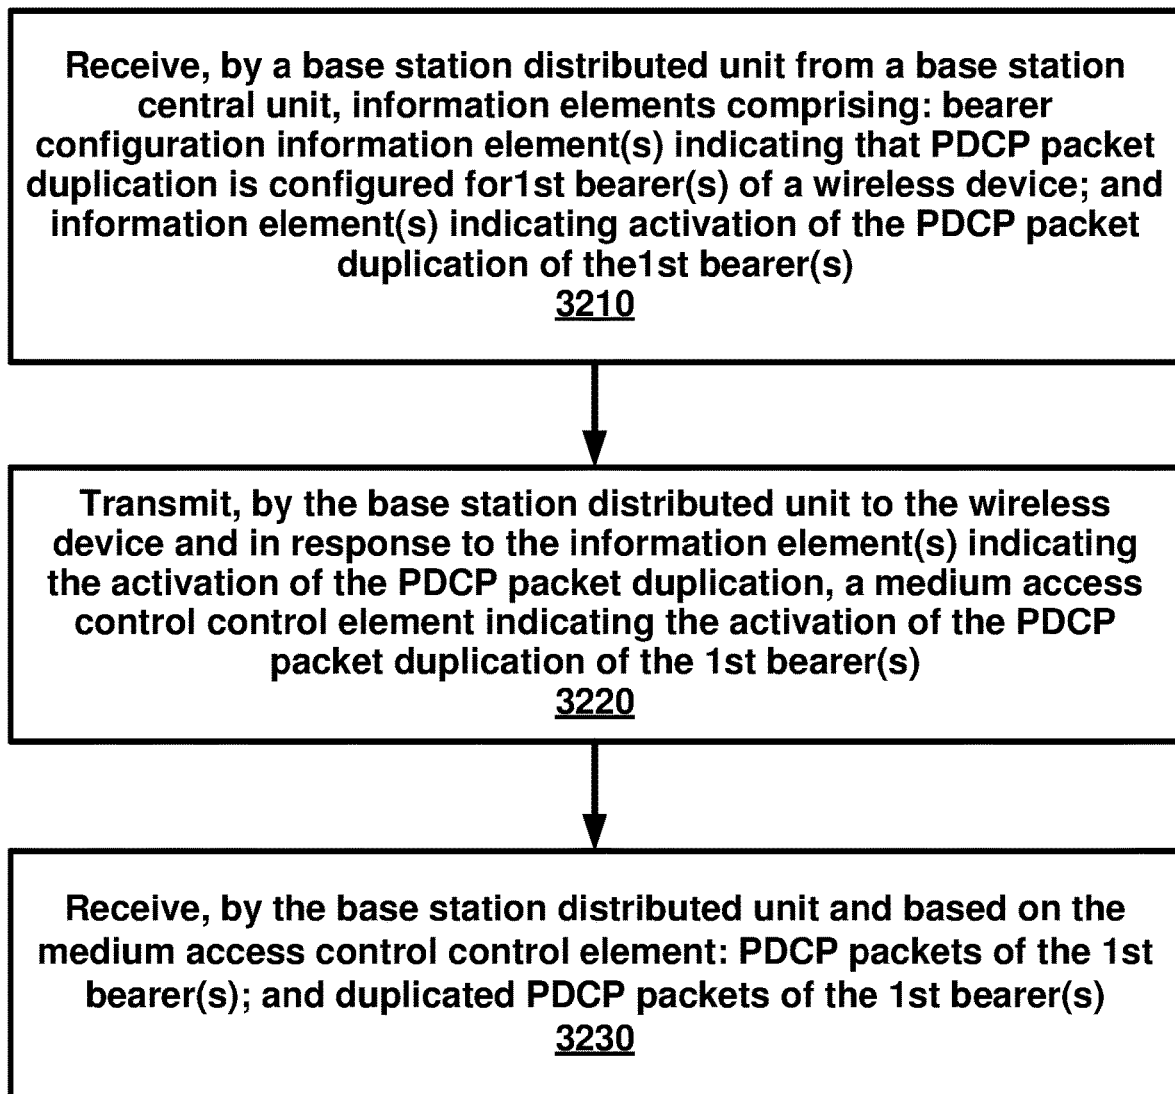 Receive, by a base station distributed unit from a base station
central unit, information elements comprising: bearer
configuration information element(s) indicating that PDCP packet
duplication is configured for1st bearer(s) of a wireless device; and
information element(s) indicating activation of the PDCP packet
duplication of the1st bearer(s)
3210
Transmit, by the base station distributed unit to the wireless
device and in response to the information element(s) indicating
the activation of the PDCP packet duplication, a medium access
control control element indicating the activation of the PDCP
packet duplication of the 1st bearer(s)
3220
Receive, by the base station distributed unit and based on the
medium access control control element: PDCP packets of the 1st
bearer(s); and duplicated PDCP packets of the 1st bearer(s)
3230